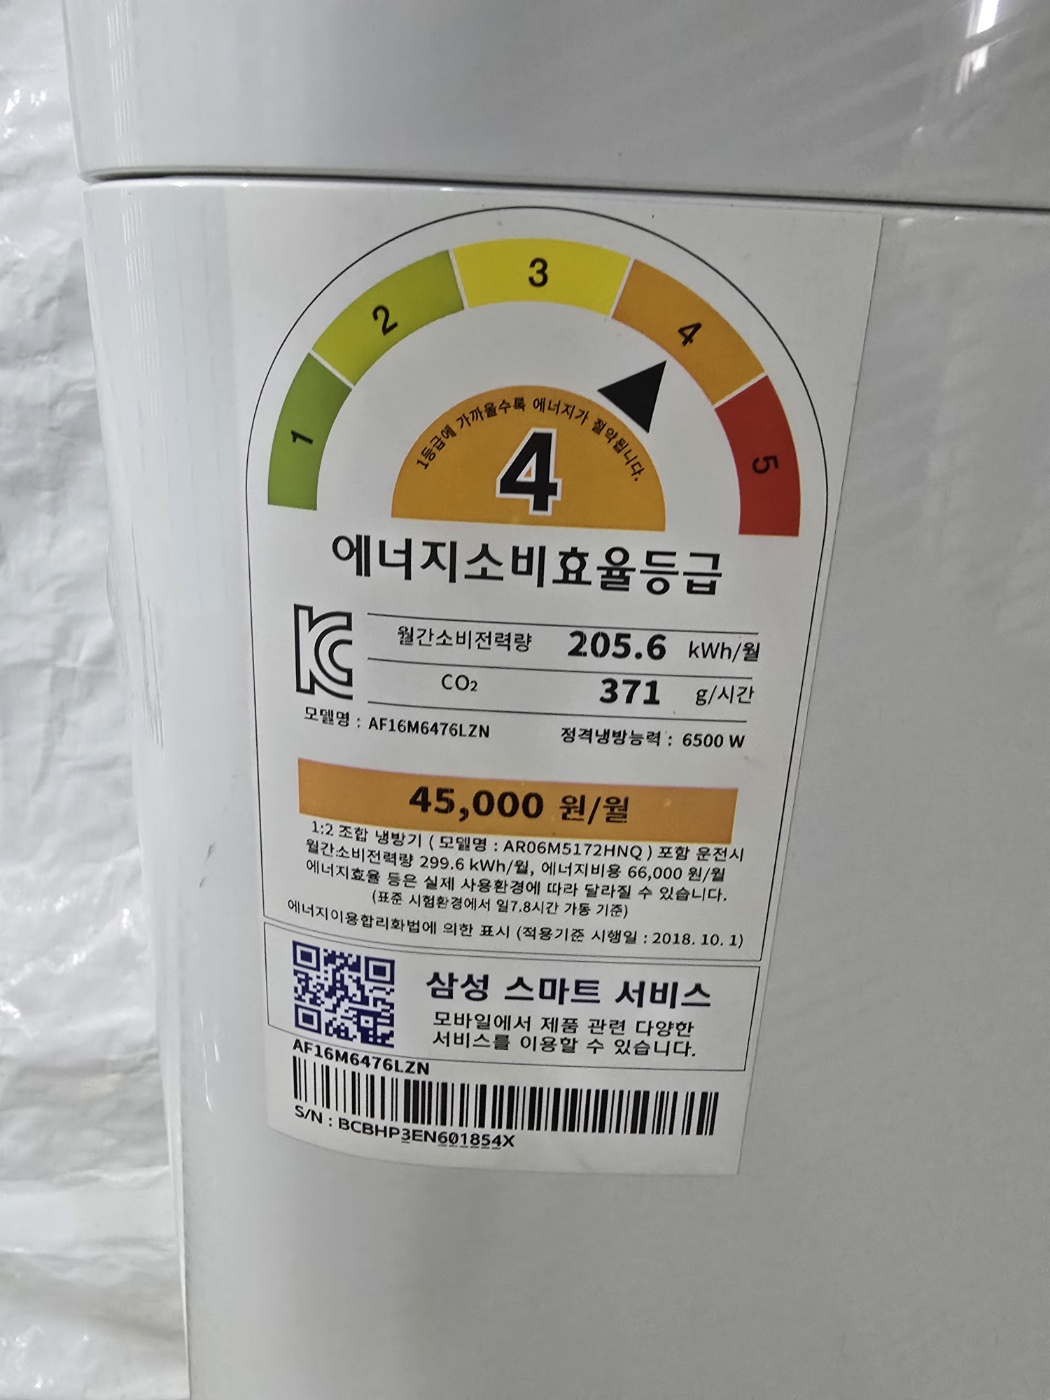 1
2
3
4
5
1등급에 가까울수록 에너지가 절약됩니다.
4
에너지소비효율등급
월간소비전력량 205.6 kWh/월
CO₂ 371 g/시간
모델명 : AF16M6476LZN 정격냉방능력 : 6500 W
45,000 원/월
1:2 조합 냉방기 ( 모델명 : AR06M5172HNQ ) 포함 운전시
월간소비전력량 299.6 kWh/월, 에너지비용 66,000 원/월
에너지효율 등은 실제 사용환경에 따라 달라질 수 있습니다.
(표준 시험환경에서 일7.8시간 가동 기준)
에너지이용합리화법에 의한 표시 (적용기준 시행일 : 2018. 10. 1)
삼성 스마트 서비스
모바일에서 제품 관련 다양한
서비스를 이용할 수 있습니다.
AF16M6476LZN
S/N : BCBHP3EN601854X